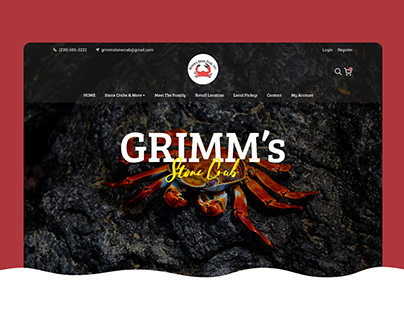 (239) 695-3222 grimmstonecrab@gmail.com Login Register
HOME Stone Crabs & More Meet The Family Retail Location Local Pickup Contact My Account
GRIMM's
Stone Crab